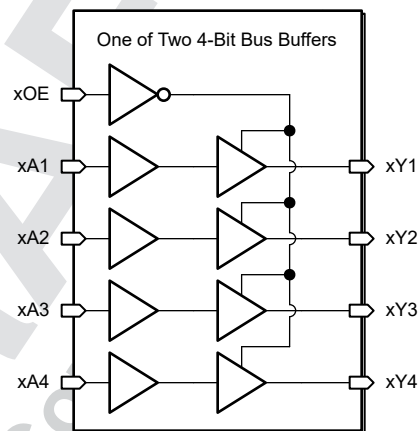 One of Two 4-Bit Bus Buffers
xOE
xA1
xY1
xA2
xY2
xA3
xY3
xA4
xY4